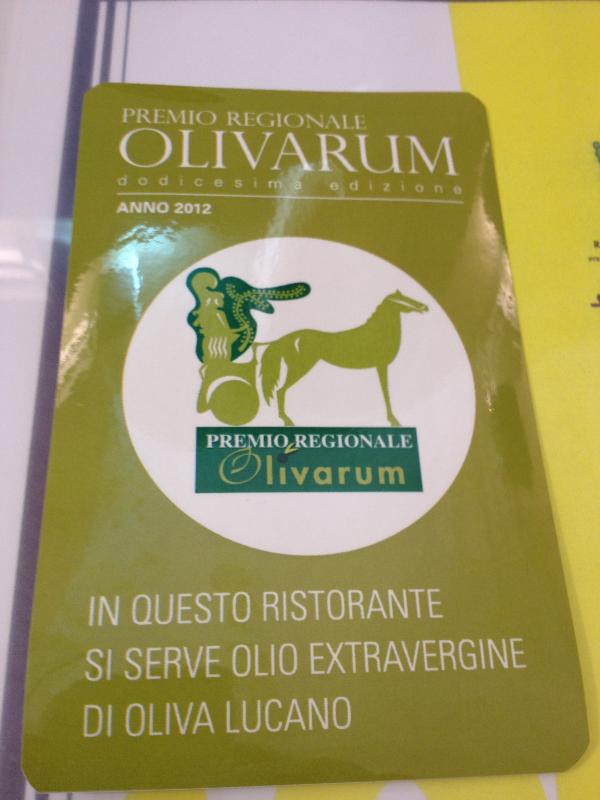 PREMIO REGIONALE
OLIVARUM
dodicesima edizione
ANNO 2012
PREMIO REGIONALE
Olivarum
IN QUESTO RISTORANTE
SI SERVE OLIO EXTRAVERGINE
DI OLIVA LUCANO